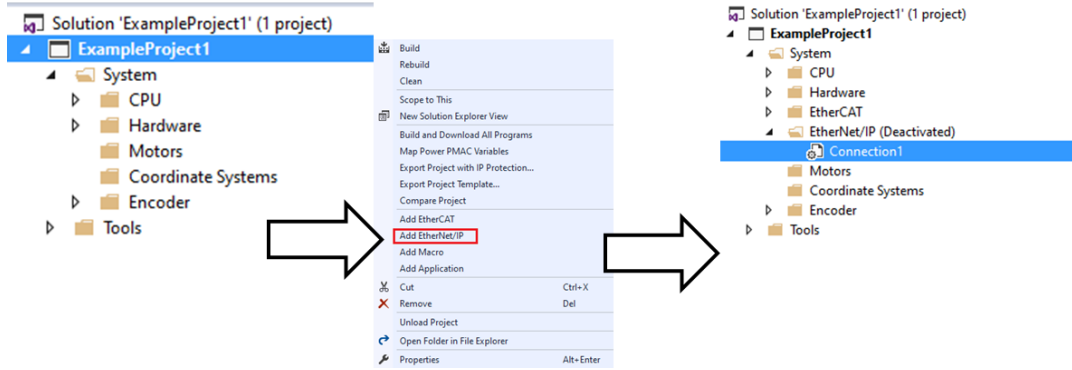 Solution 'ExampleProject1' (1 project)
ExampleProject1
System
CPU
Hardware
Motors
Coordinate Systems
Encoder
Tools
Build
Rebuild
Clean
Scope to This
New Solution Explorer View
Build and Download All Programs
Map Power PMAC Variables
Export Project with IP Protection...
Export Project Template...
Compare Project
Add EtherCAT
Add EtherNet/IP
Add Macro
Add Application
Cut Ctrl+X
Remove Del
Unload Project
Open Folder in File Explorer
Properties Alt+Enter
Solution 'ExampleProject1' (1 project)
ExampleProject1
System
CPU
Hardware
EtherCAT
EtherNet/IP (Deactivated)
Connection1
Motors
Coordinate Systems
Encoder
Tools